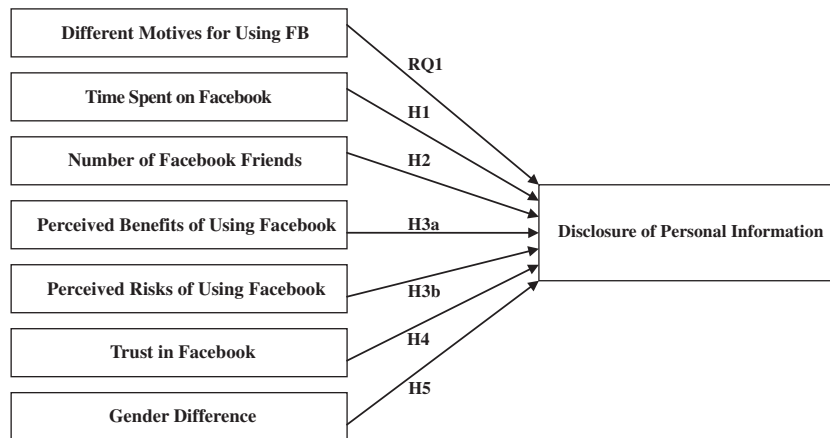 Different Motives for Using FB
RQ1
Time Spent on Facebook
H1
Number of Facebook Friends
H2
Perceived Benefits of Using Facebook
H3a
Disclosure of Personal Information
Perceived Risks of Using Facebook
H3b
Trust in Facebook
H4
Gender Difference
H5